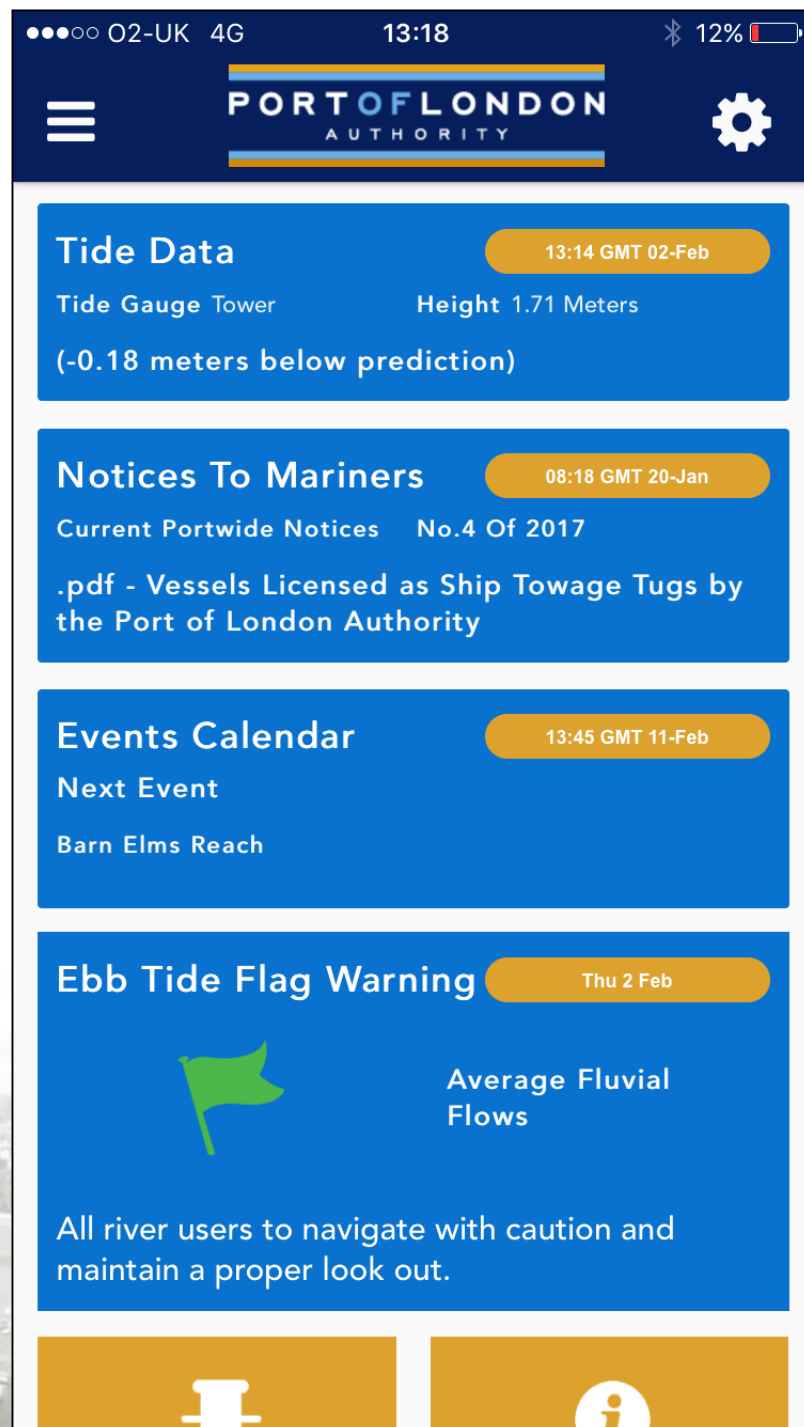 O2-UK 4G 13:18 12%
PORTOFLONDON
AUTHORITY
Tide Data 13:14 GMT 02-Feb
Tide Gauge Tower Height 1.71 Meters
(-0.18 meters below prediction)
Notices To Mariners 08:18 GMT 20-Jan
Current Portwide Notices No.4 Of 2017
.pdf - Vessels Licensed as Ship Towage Tugs by
the Port of London Authority
Events Calendar 13:45 GMT 11-Feb
Next Event
Barn Elms Reach
Ebb Tide Flag Warning Thu 2 Feb
Average Fluvial
Flows
All river users to navigate with caution and
maintain a proper look out.